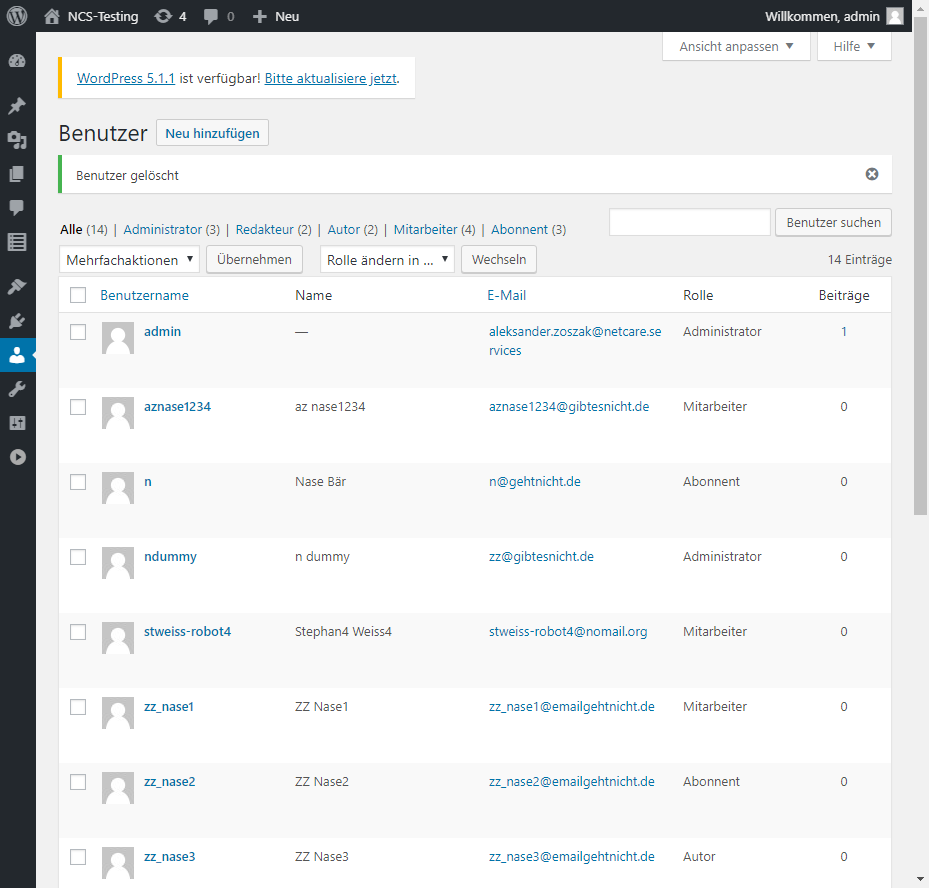 NCS-Testing 4 0 Neu Willkommen, admin
Ansicht anpassen Hilfe
WordPress 5.1.1 ist verfügbar! Bitte aktualisiere jetzt.
Benutzer Neu hinzufügen
Benutzer gelöscht
Alle (14) | Administrator (3) | Redakteur (2) | Autor (2) | Mitarbeiter (4) | Abonnent (3) Benutzer suchen
Mehrfachaktionen Übernehmen Rolle ändern in ... Wechseln 14 Einträge
Benutzername Name E-Mail Rolle Beiträge
admin — aleksander.zoszak@netcare.se Administrator 1
rvices
aznase1234 az nase1234 aznase1234@gibtesnicht.de Mitarbeiter 0
n Nase Bär n@gehtnicht.de Abonnent 0
ndummy n dummy zz@gibtesnicht.de Administrator 0
stweiss-robot4 Stephan4 Weiss4 stweiss-robot4@nomail.org Mitarbeiter 0
zz_nase1 ZZ Nase1 zz_nase1@emailgehtnicht.de Mitarbeiter 0
zz_nase2 ZZ Nase2 zz_nase2@emailgehtnicht.de Abonnent 0
zz_nase3 ZZ Nase3 zz_nase3@emailgehtnicht.de Autor 0